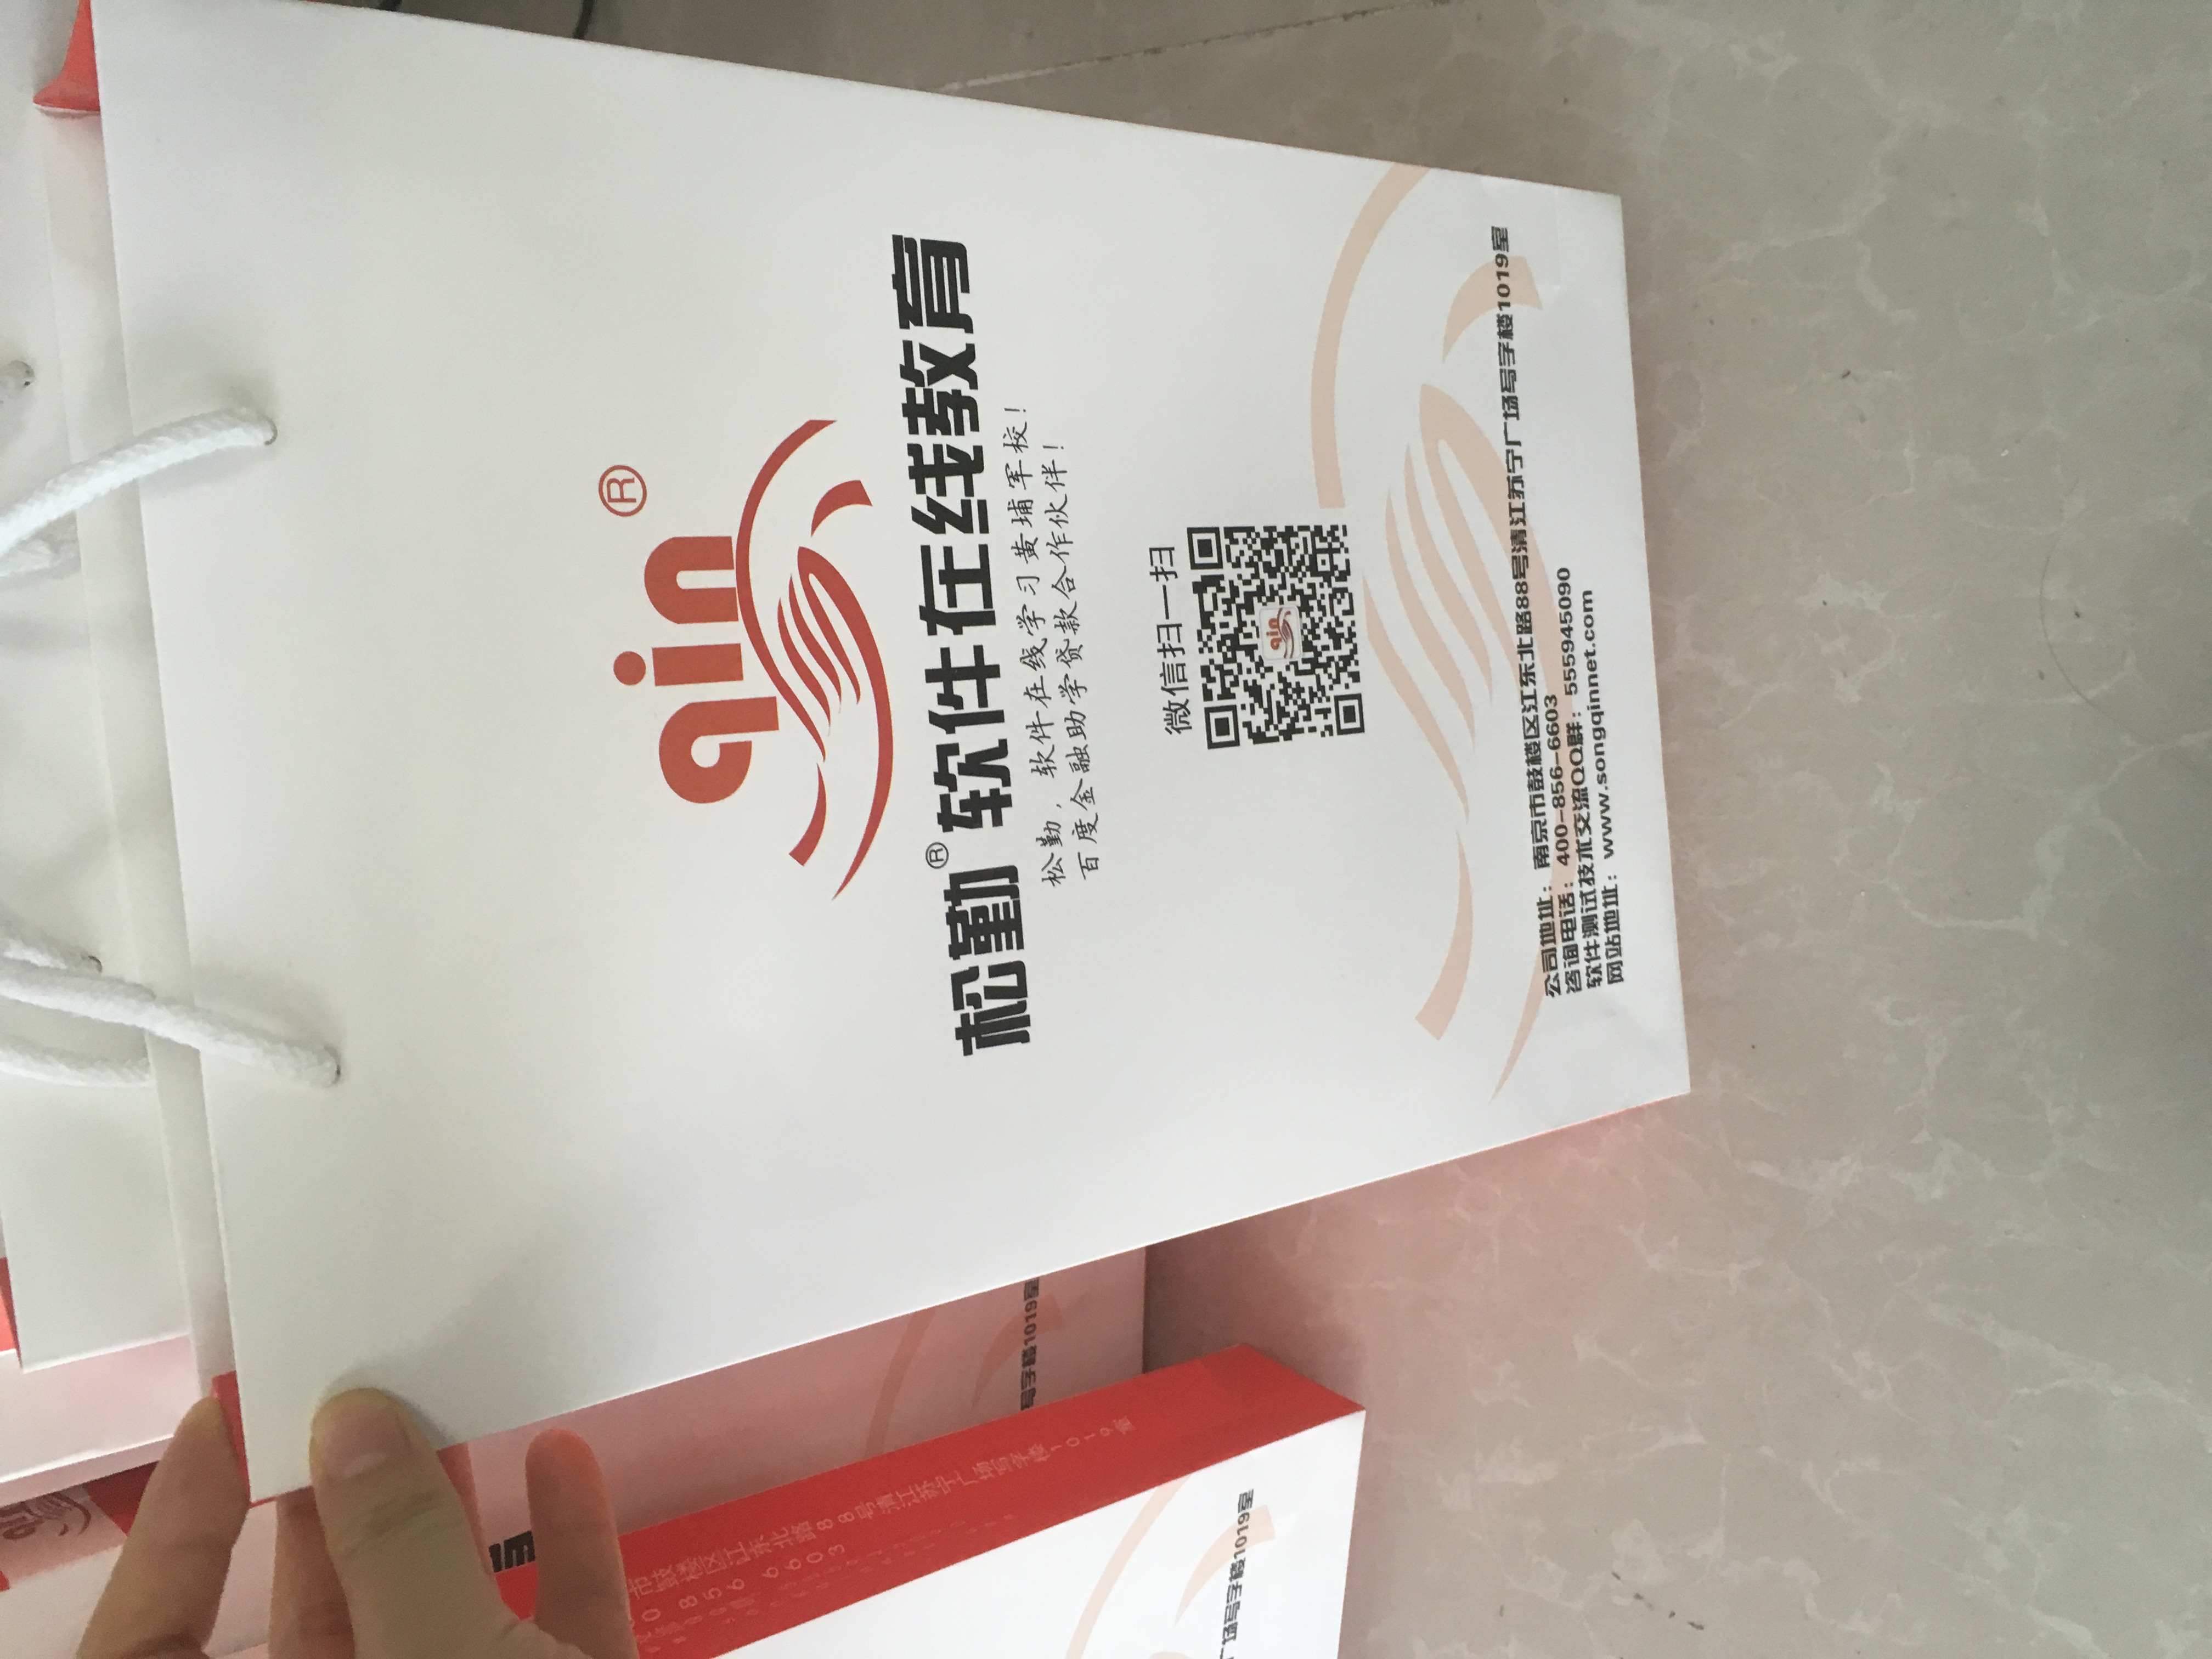 qin®
松勤®软件在线教育
松勤，软件在线学习黄埔军校！
百度金融助学贷款合作伙伴！
微信扫一扫
qin
公司地址：南京市鼓楼区江东北路88号清江苏宁广场写字楼1019室
咨询电话：400-856-6603
软件测试技术交流QQ群：555945090
网站地址：www.songqinnet.com
市鼓楼区江东北路88号清江苏宁广场写字楼1019室
0 856 6603
写字楼1019室
广场写字楼1019室
qin